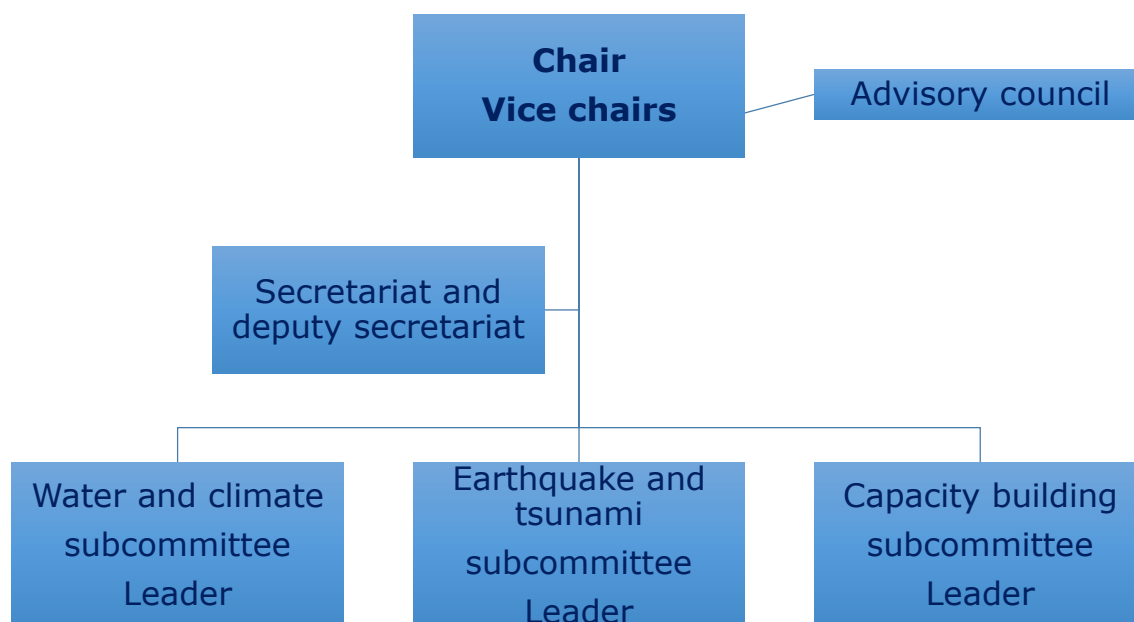 Chair
Vice chairs
Advisory council
Secretariat and
deputy secretariat
Water and climate
subcommittee
Leader
Earthquake and
tsunami
subcommittee
Leader
Capacity building
subcommittee
Leader